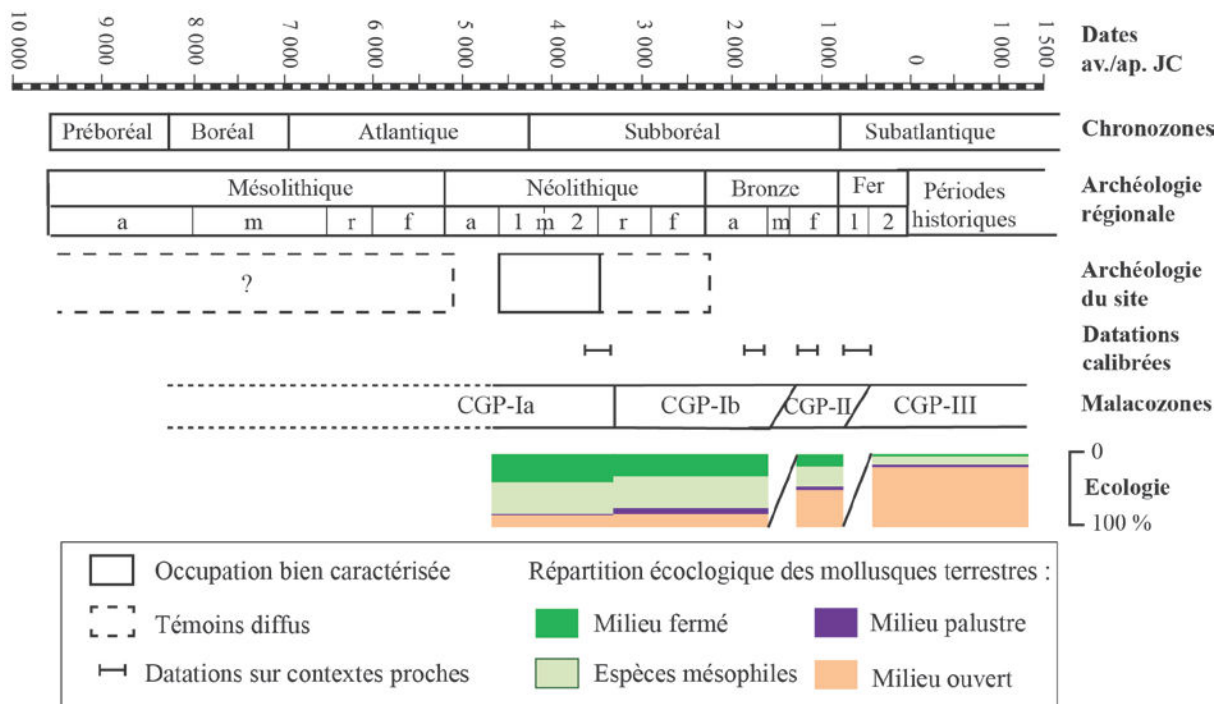 10 000 9 000 8 000 7 000 6 000 5 000 4 000 3 000 2 000 1 000 0 1 000 1 500
Dates
av./ap. JC
Préboréal Boréal Atlantique Subboréal Subatlantique Chronozones
Mésolithique Néolithique Bronze Fer Périodes historiques Archéologie régionale
a m r f a 1 m 2 r f a m f 1 2
? Archéologie
du site
Datations
calibrées
CGP-Ia CGP-Ib CGP-II CGP-III Malacozones
0
Ecologie
100 %
Occupation bien caractérisée
Témoins diffus
Datations sur contextes proches
Répartition écoclogique des mollusques terrestres :
Milieu fermé Milieu palustre
Espèces mésophiles Milieu ouvert